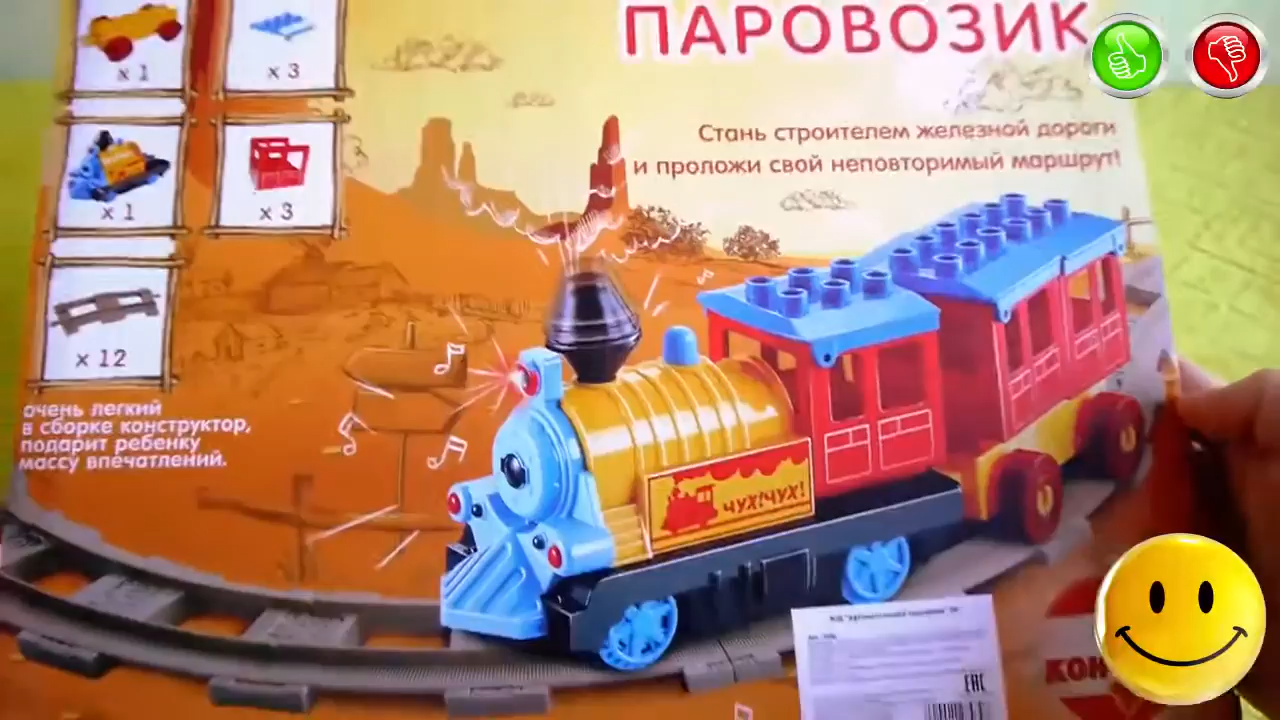 ПАРОВОЗИК
Стань строителем железной дороги
и проложи свой неповторимый маршрут!
x 1
x 3
x 1
x 3
x 12
очень легкий
в сборке конструктор,
подарит ребенку
массу впечатлений.
ЧУХ!ЧУХ!
EAC
КОН